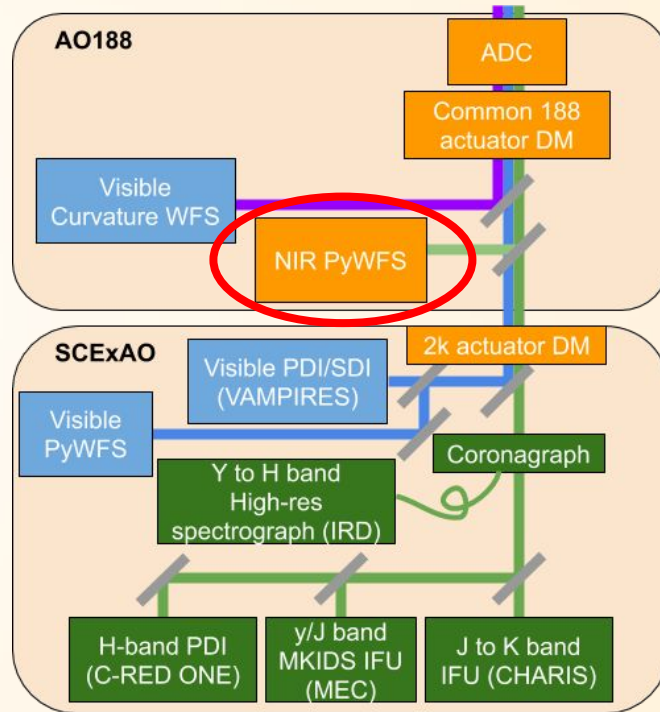 AO188
ADC
Common 188
actuator DM
Visible
Curvature WFS
NIR PyWFS
SCExAO
2k actuator DM
Visible PDI/SDI
(VAMPIRES)
Visible
PyWFS
Coronagraph
Y to H band
High-res
spectrograph (IRD)
H-band PDI
(C-RED ONE)
y/J band
MKIDS IFU
(MEC)
J to K band
IFU (CHARIS)